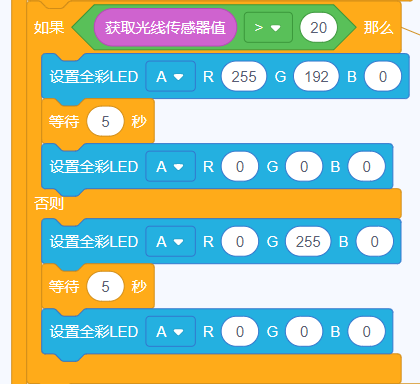 如果 获取光线传感器值 > 20 那么
设置全彩LED A R 255 G 192 B 0
等待 5 秒
设置全彩LED A R 0 G 0 B 0
否则
设置全彩LED A R 0 G 255 B 0
等待 5 秒
设置全彩LED A R 0 G 0 B 0